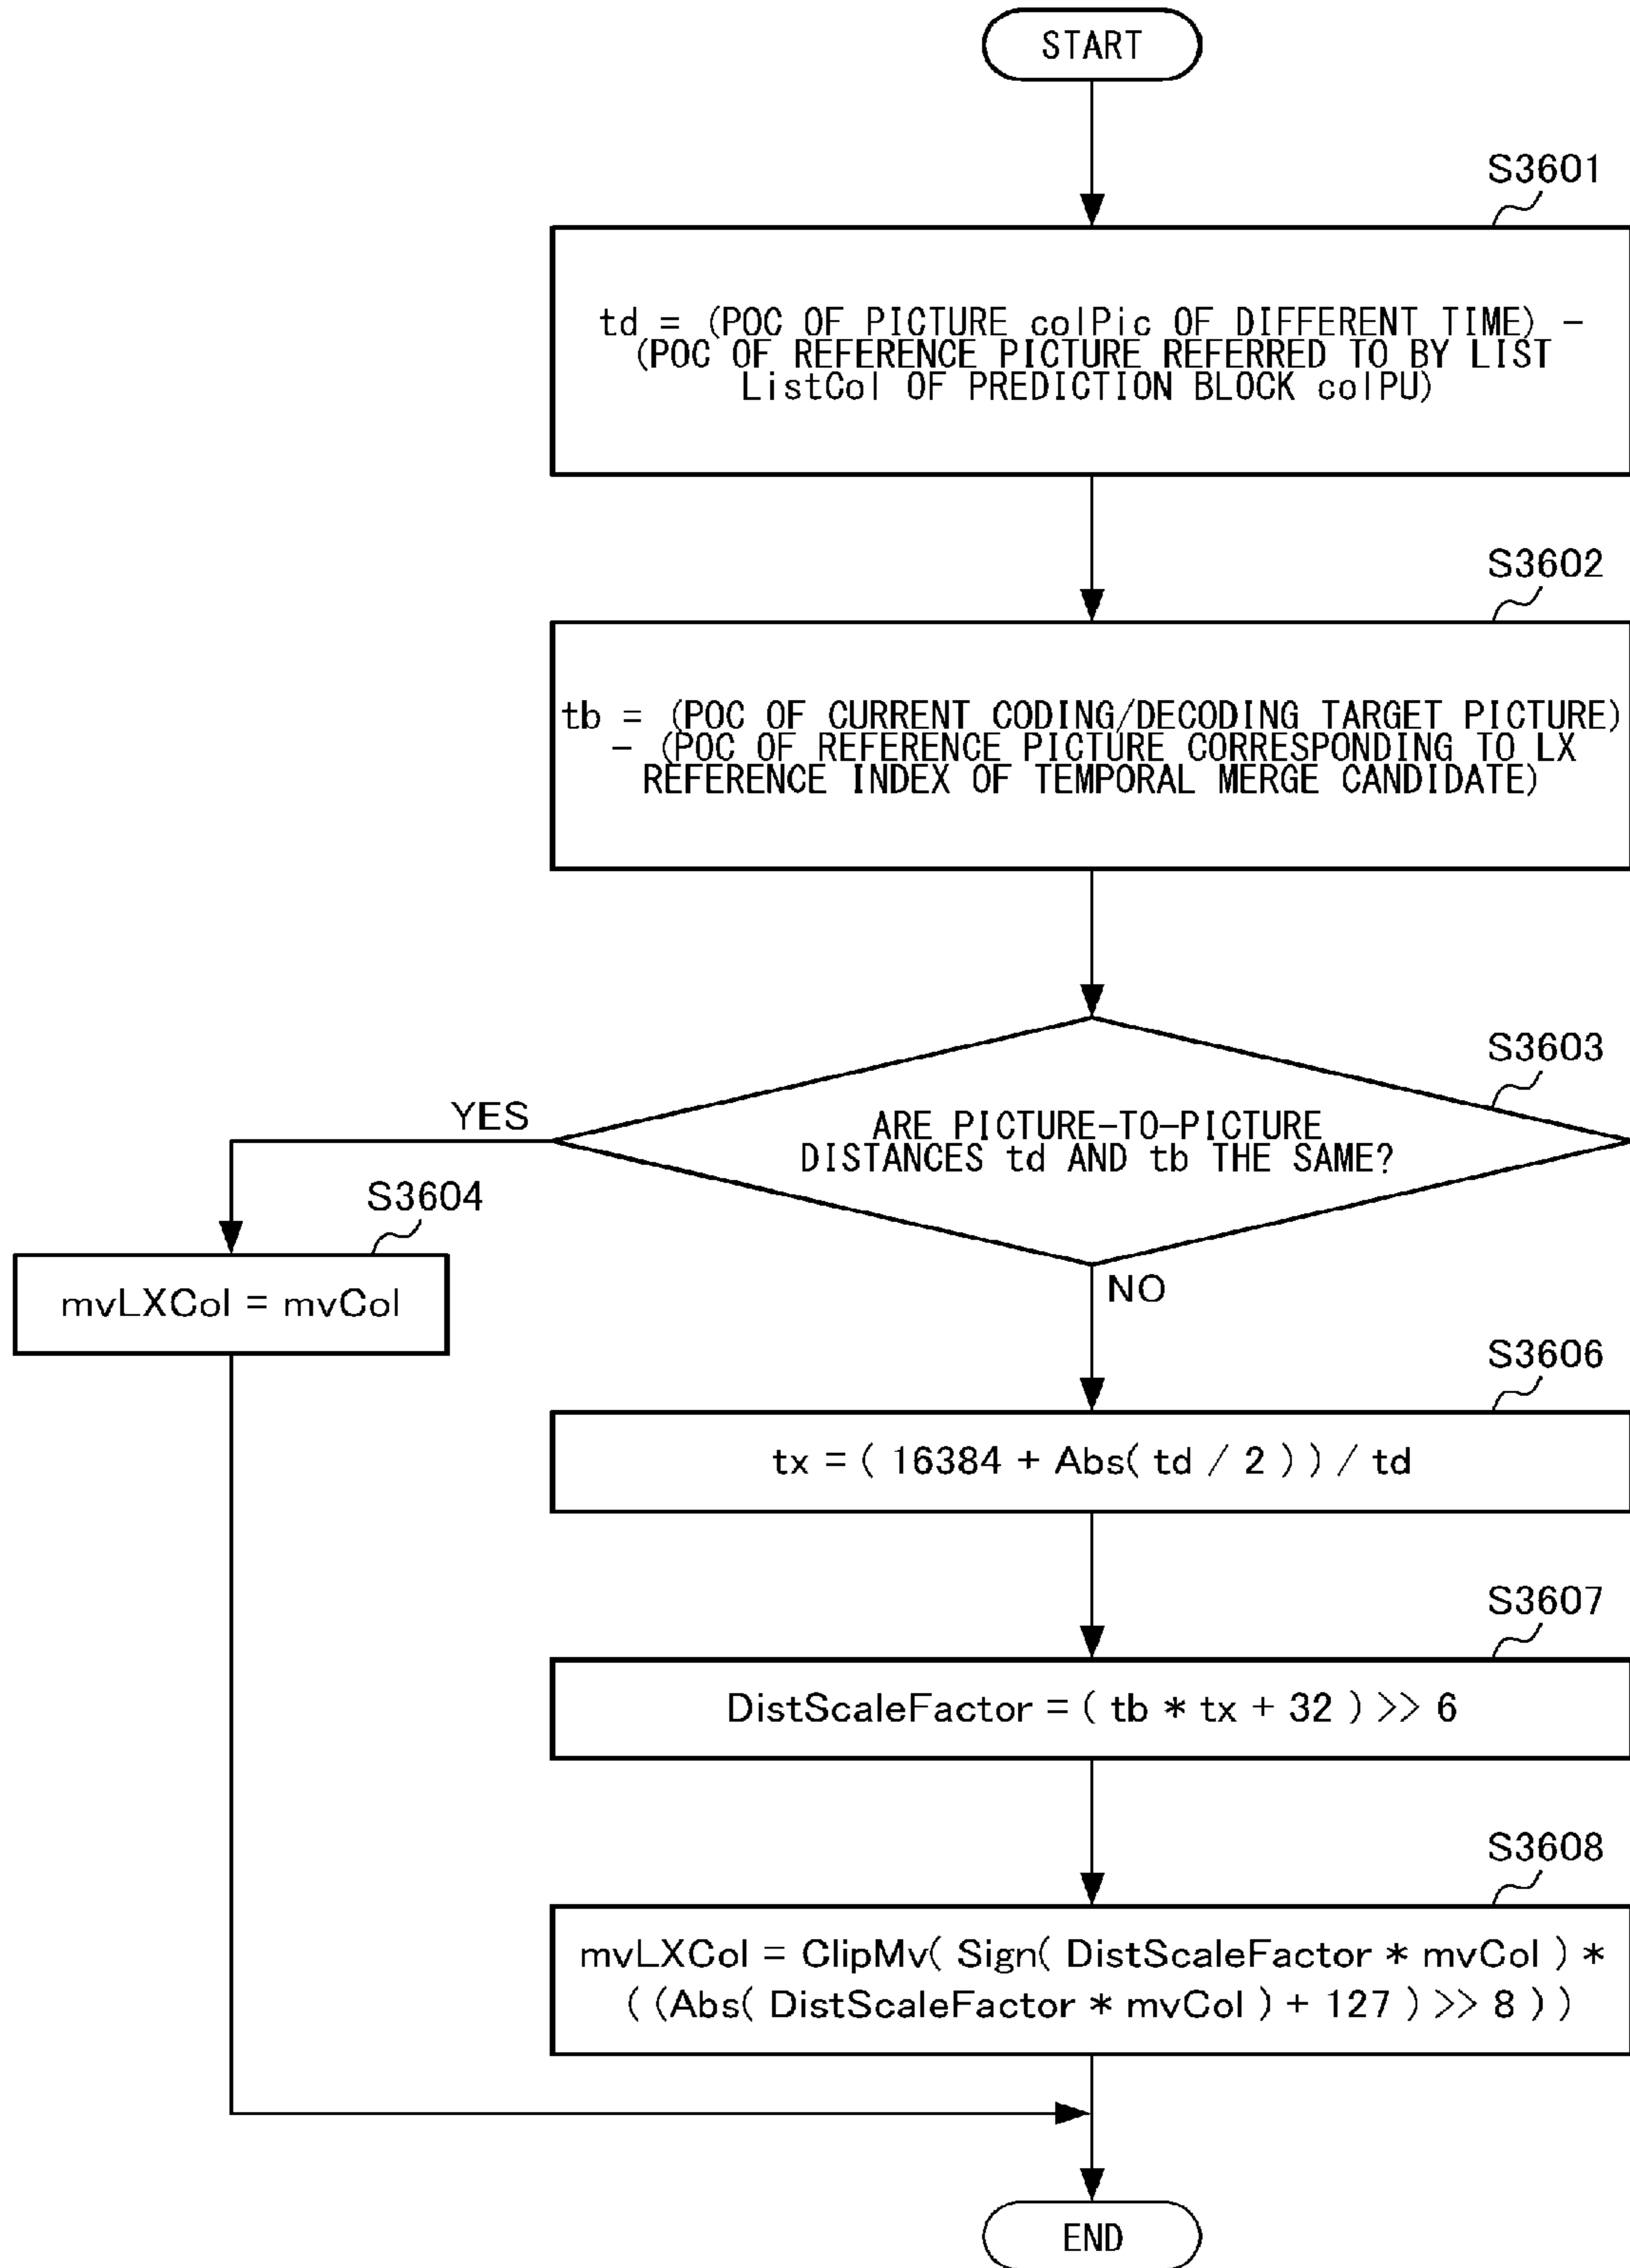 START
S3601
td = (POC OF PICTURE colPic OF DIFFERENT TIME) –
(POC OF REFERENCE PICTURE REFERRED TO BY LIST
ListCol OF PREDICTION BLOCK colPU)
S3602
tb = (POC OF CURRENT CODING/DECODING TARGET PICTURE)
– (POC OF REFERENCE PICTURE CORRESPONDING TO LX
REFERENCE INDEX OF TEMPORAL MERGE CANDIDATE)
S3603
ARE PICTURE-TO-PICTURE
DISTANCES td AND tb THE SAME?
YES
S3604
mvLXCol = mvCol
NO
S3606
tx = ( 16384 + Abs( td / 2 ) ) / td
S3607
DistScaleFactor = ( tb * tx + 32 ) >> 6
S3608
mvLXCol = ClipMv( Sign( DistScaleFactor * mvCol ) *
( (Abs( DistScaleFactor * mvCol ) + 127 ) >> 8 ) )
END